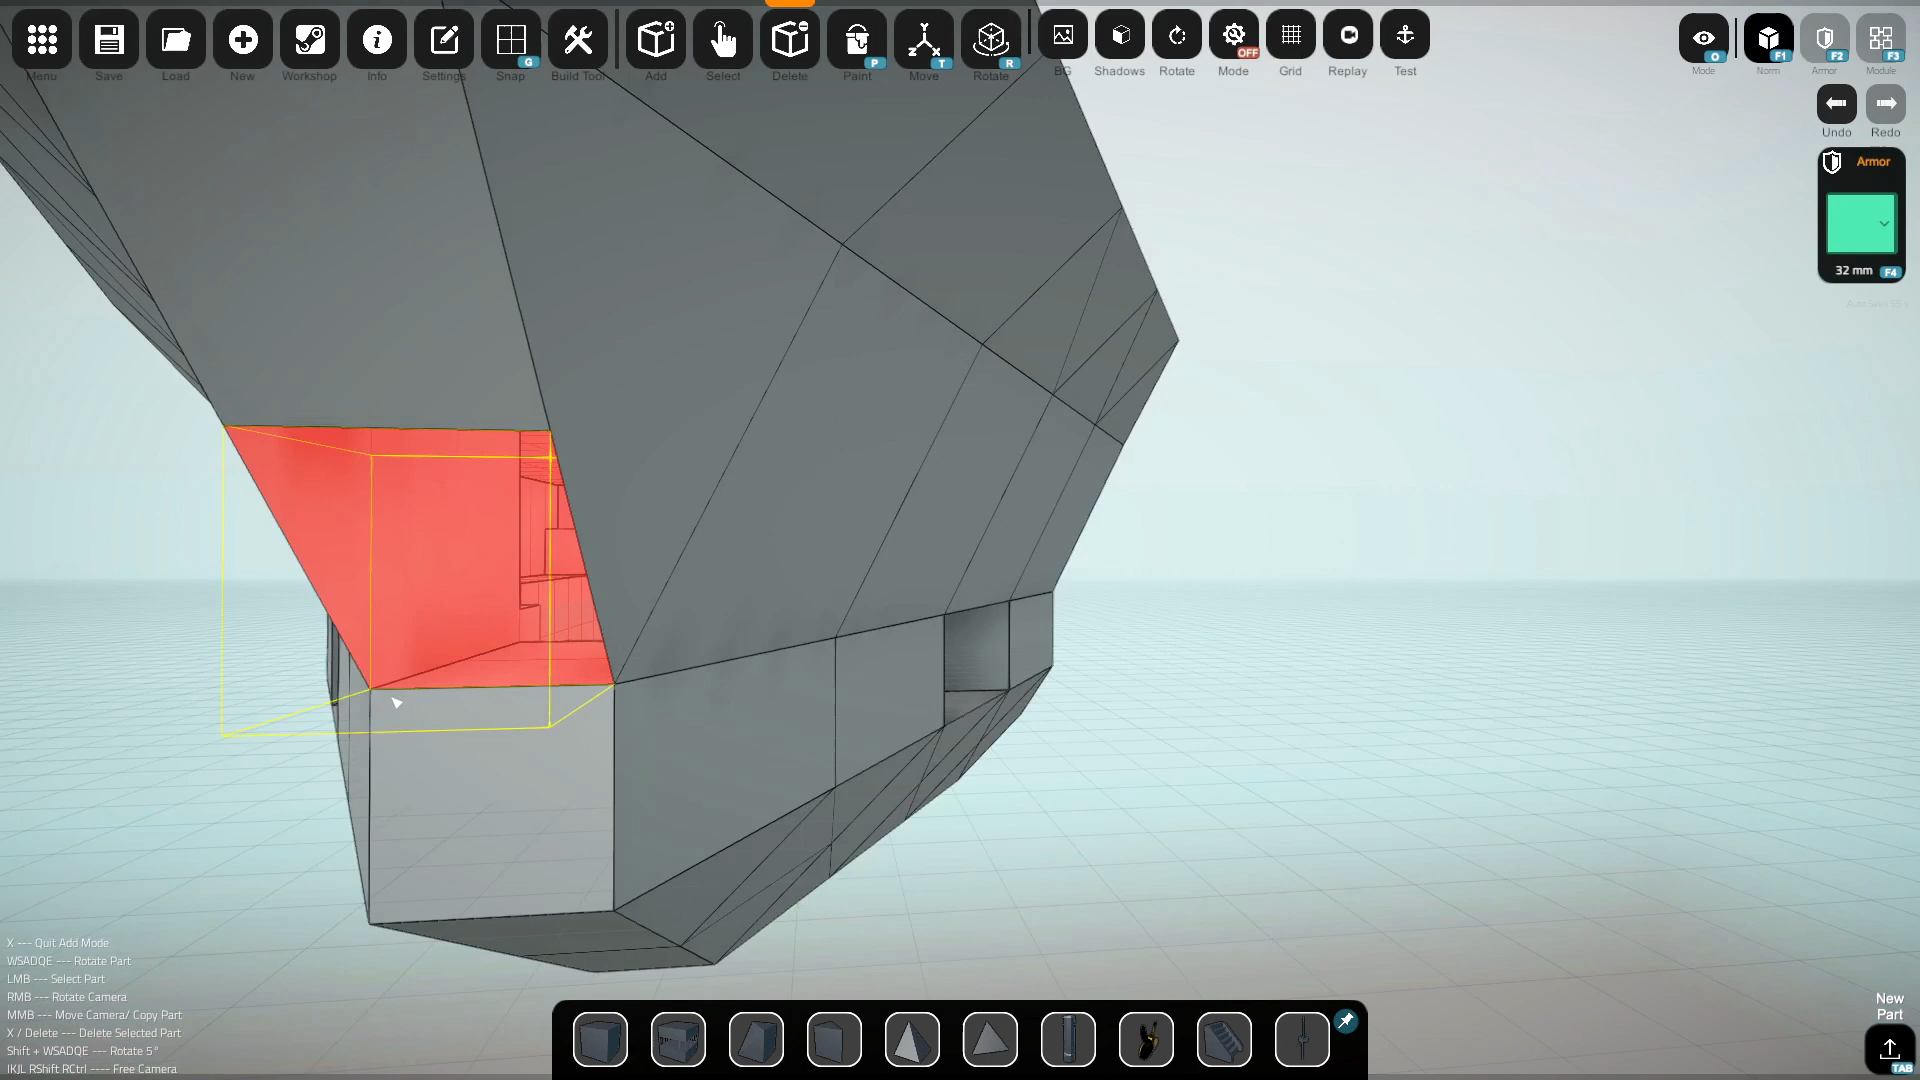 Menu
Save
Load
New
Workshop
Info
Settings
G
Snap
Build Tool
Add
Select
Delete
P
Paint
T
Move
R
Rotate
BG
Shadows
Rotate
OFF
Mode
Grid
Replay
Test
O
Mode
F1
Norm
F2
Armor
F3
Module
Undo
Redo
Armor
32 mm
F4
X --- Quit Add Mode
WSADQE --- Rotate Part
LMB --- Select Part
RMB --- Rotate Camera
MMB --- Move Camera/ Copy Part
X / Delete --- Delete Selected Part
Shift + WSADQE --- Rotate 5°
IKJL RShift RCtrl ---- Free Camera
New
Part
TAB